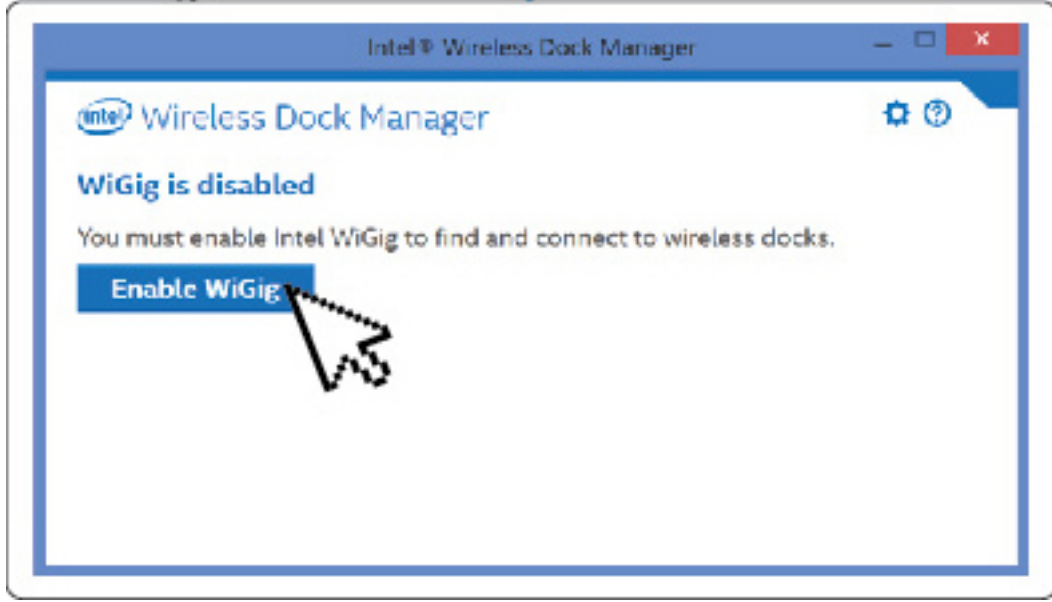 Intel® Wireless Dock Manager
intel Wireless Dock Manager
WiGig is disabled
You must enable Intel WiGig to find and connect to wireless docks.
Enable WiGig